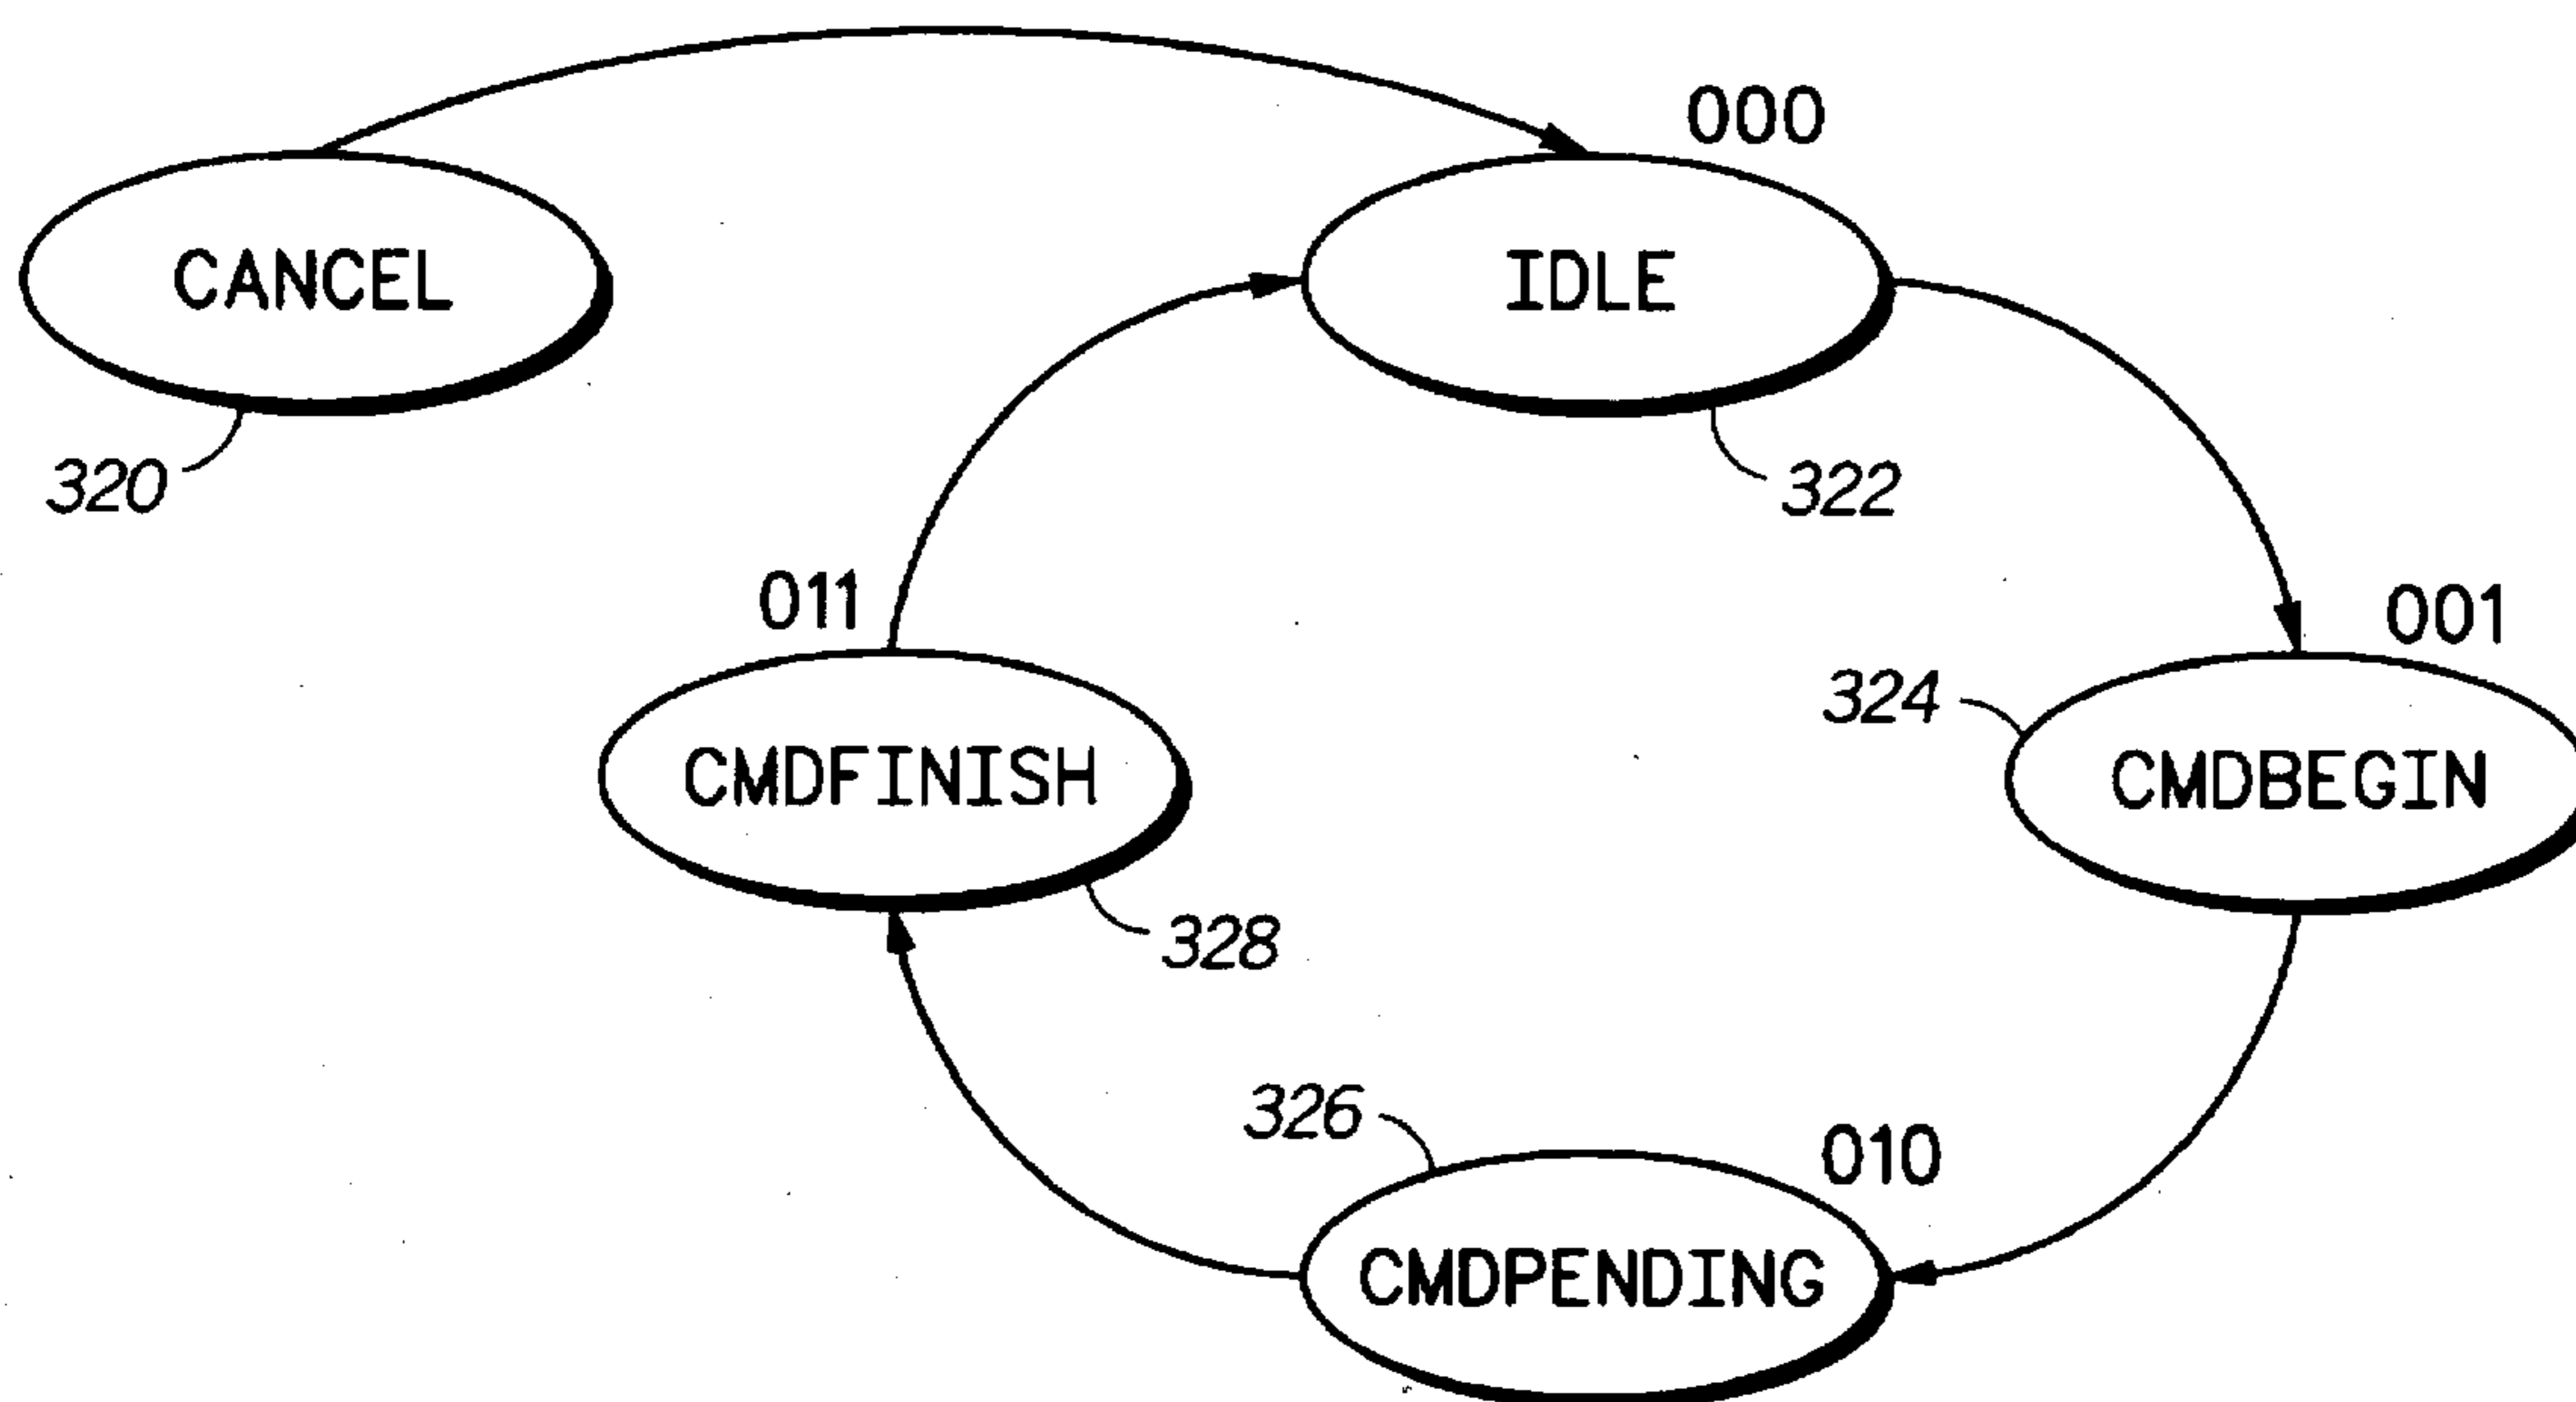 000
CANCEL
IDLE
320
322
011
001
324
CMDFINISH
CMDBEGIN
328
326
010
CMDPENDING